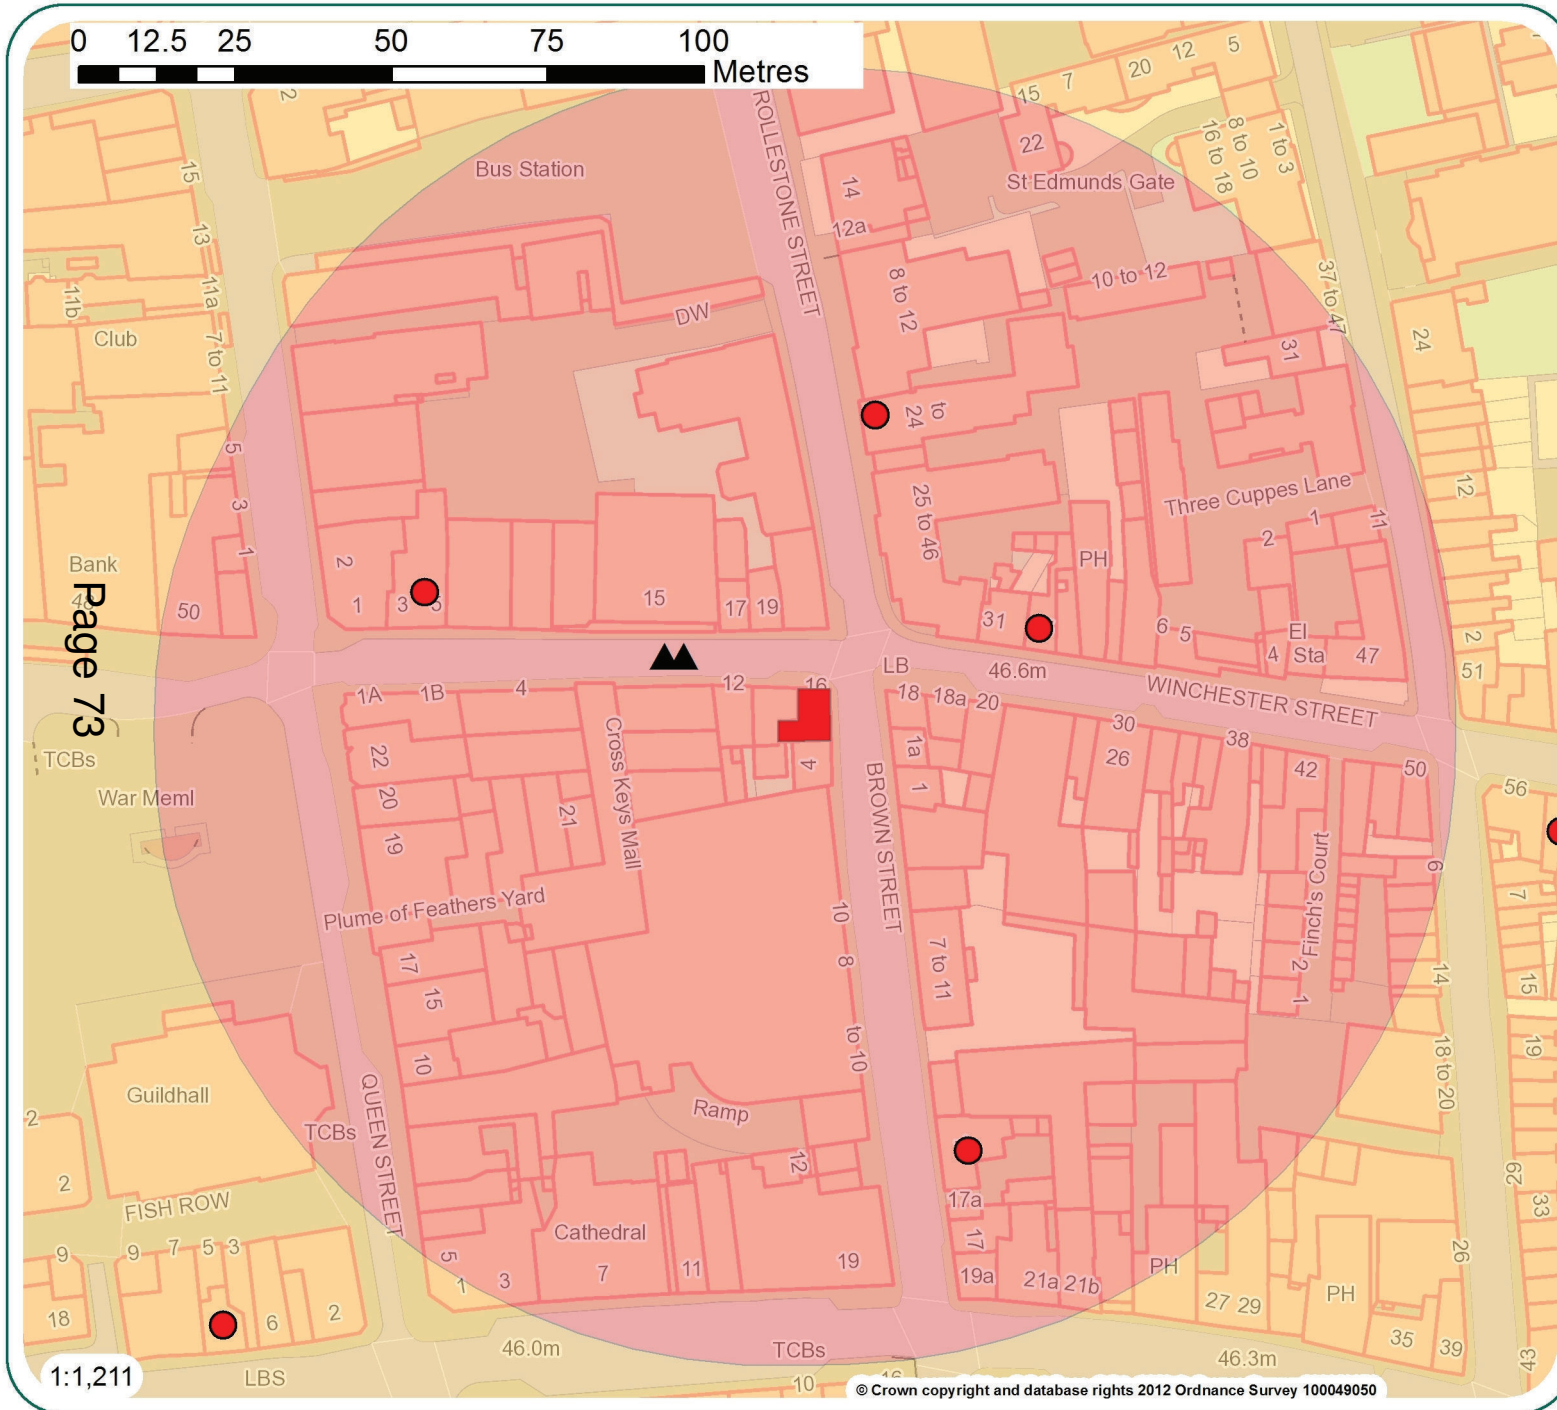 0 12.5 25 50 75 100
Metres
ROLLESTONE STREET
Bus Station
2
15
13
11a
11b
7 to 11
Club
5
3
1
Bank
48
50
Page 73
TCBs
War Meml
DW
2
1
3
5
15
17
19
14
12a
8 to 12
22
15
7
20
12
5
St Edmunds Gate
16 to 18
8 to 10
1 to 3
10 to 12
37 to 47
31
24
to
24
25 to 46
PH
31
Three Cuppes Lane
11
1
2
12
6
5
El
4
Sta
47
2
51
LB
46.6m
WINCHESTER STREET
1A
1B
4
12
16
18
18a
20
30
26
38
42
50
56
22
20
19
21
Cross Keys Mall
4
1a
1
BROWN STREET
Finch's Court
6
7
Plume of Feathers Yard
17
15
10
10
8
to 10
7 to 11
2
1
14
15
18 to 20
19
Guildhall
2
2
TCBs
QUEEN STREET
Ramp
12
FISH ROW
9
9
7
5
3
18
6
2
5
1
3
Cathedral
7
11
19
17a
17
19a
21a
21b
PH
27
29
PH
35
39
26
29
33
43
46.0m
TCBs
46.3m
LBS
10
16
1:1,211
© Crown copyright and database rights 2012 Ordnance Survey 100049050